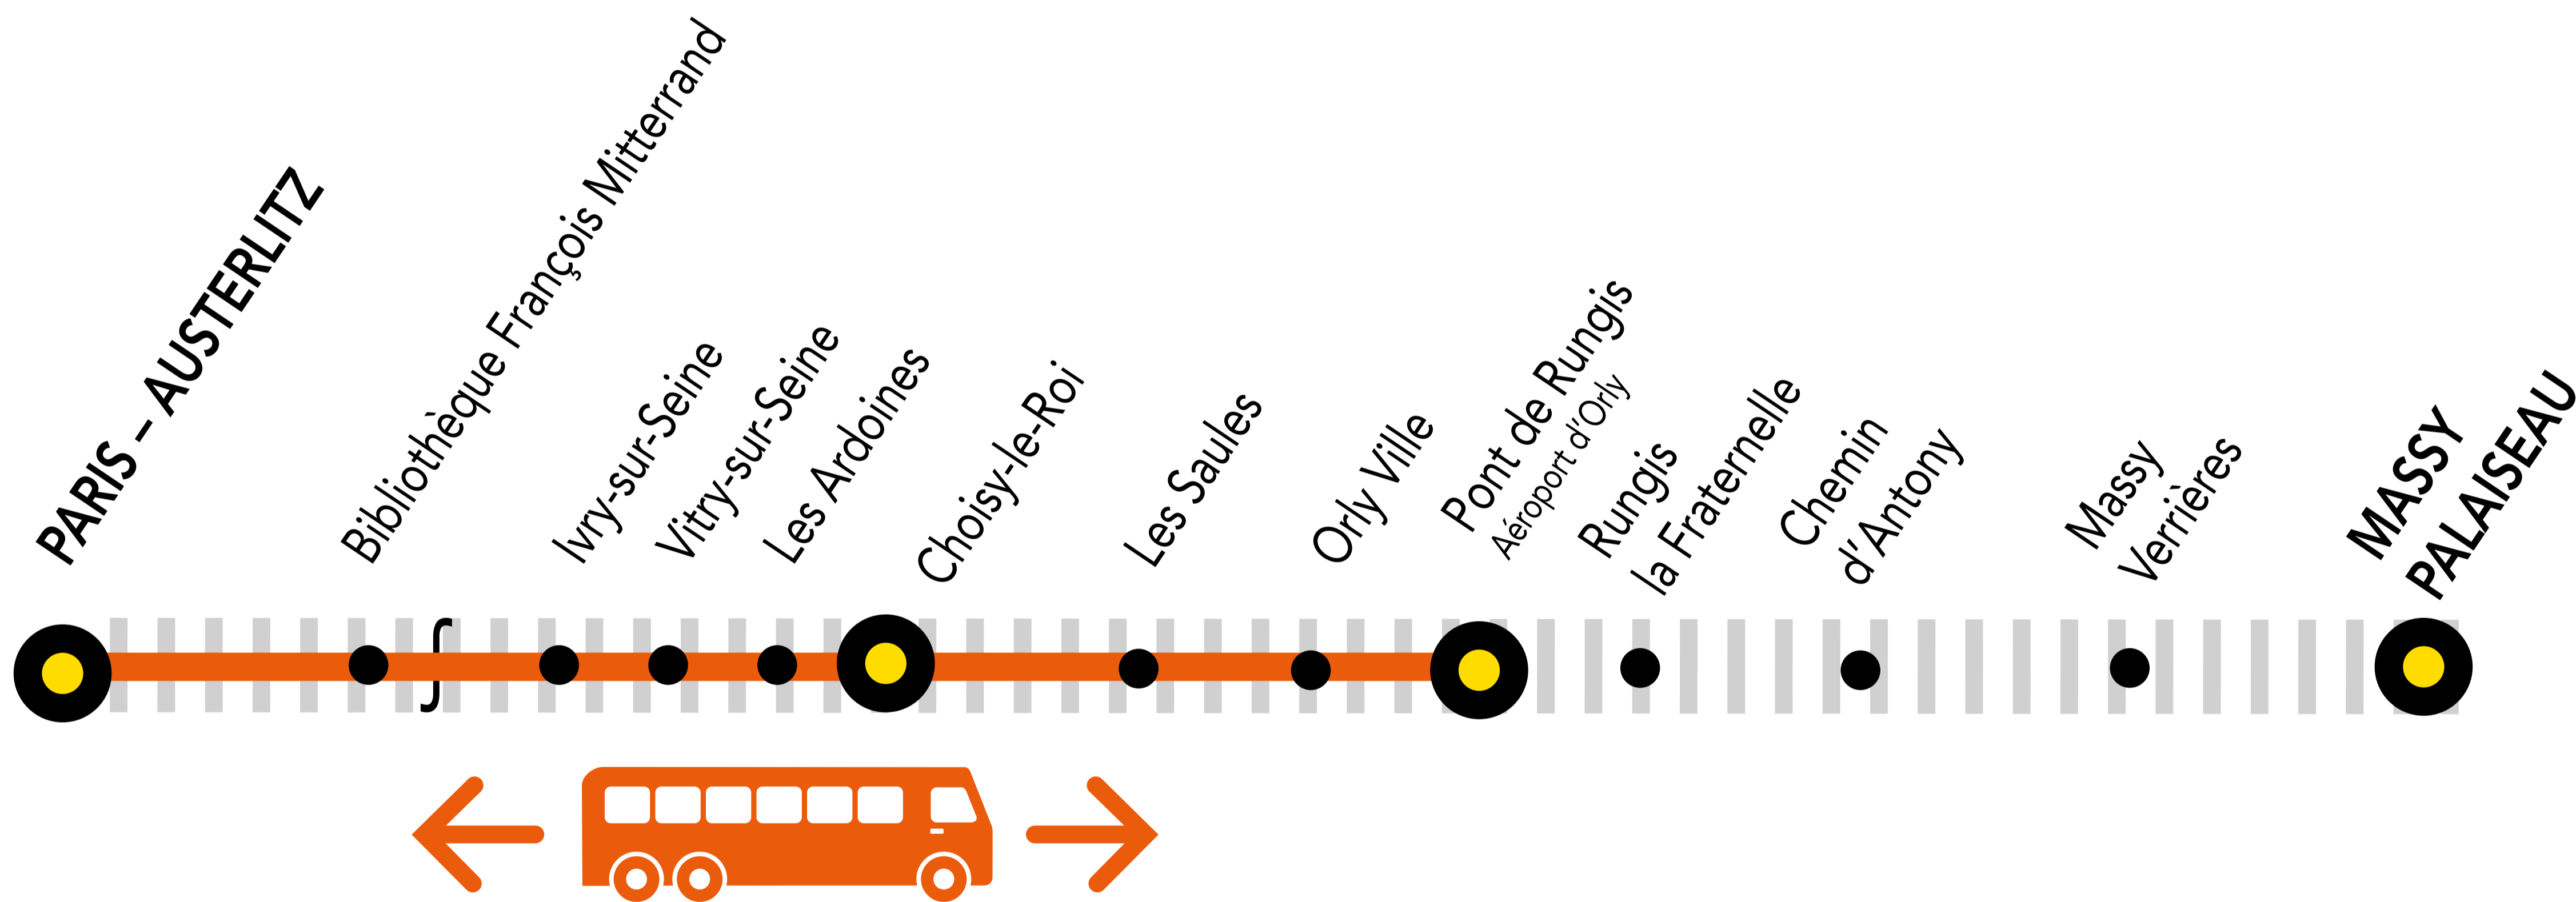 PARIS – AUSTERLITZ
Bibliothèque François Mitterrand
Ivry-sur-Seine
Vitry-sur-Seine
Les Ardoines
Choisy-le-Roi
Les Saules
Orly Ville
Pont de Rungis
Aéroport d'Orly
Rungis
la Fraternelle
Chemin
d'Antony
Massy
Verrières
MASSY
PALAISEAU